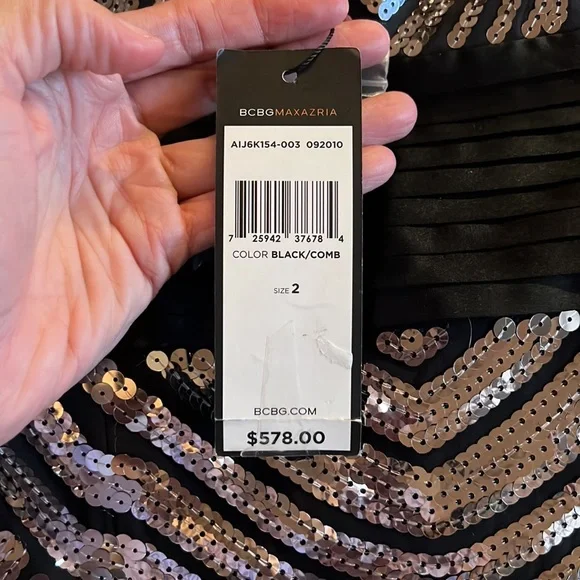 BCBGMAXAZRIA
AIJ6K154-003 092010
7 25942 37678 4
COLOR BLACK/COMB
SIZE 2
BCBG.COM
$578.00